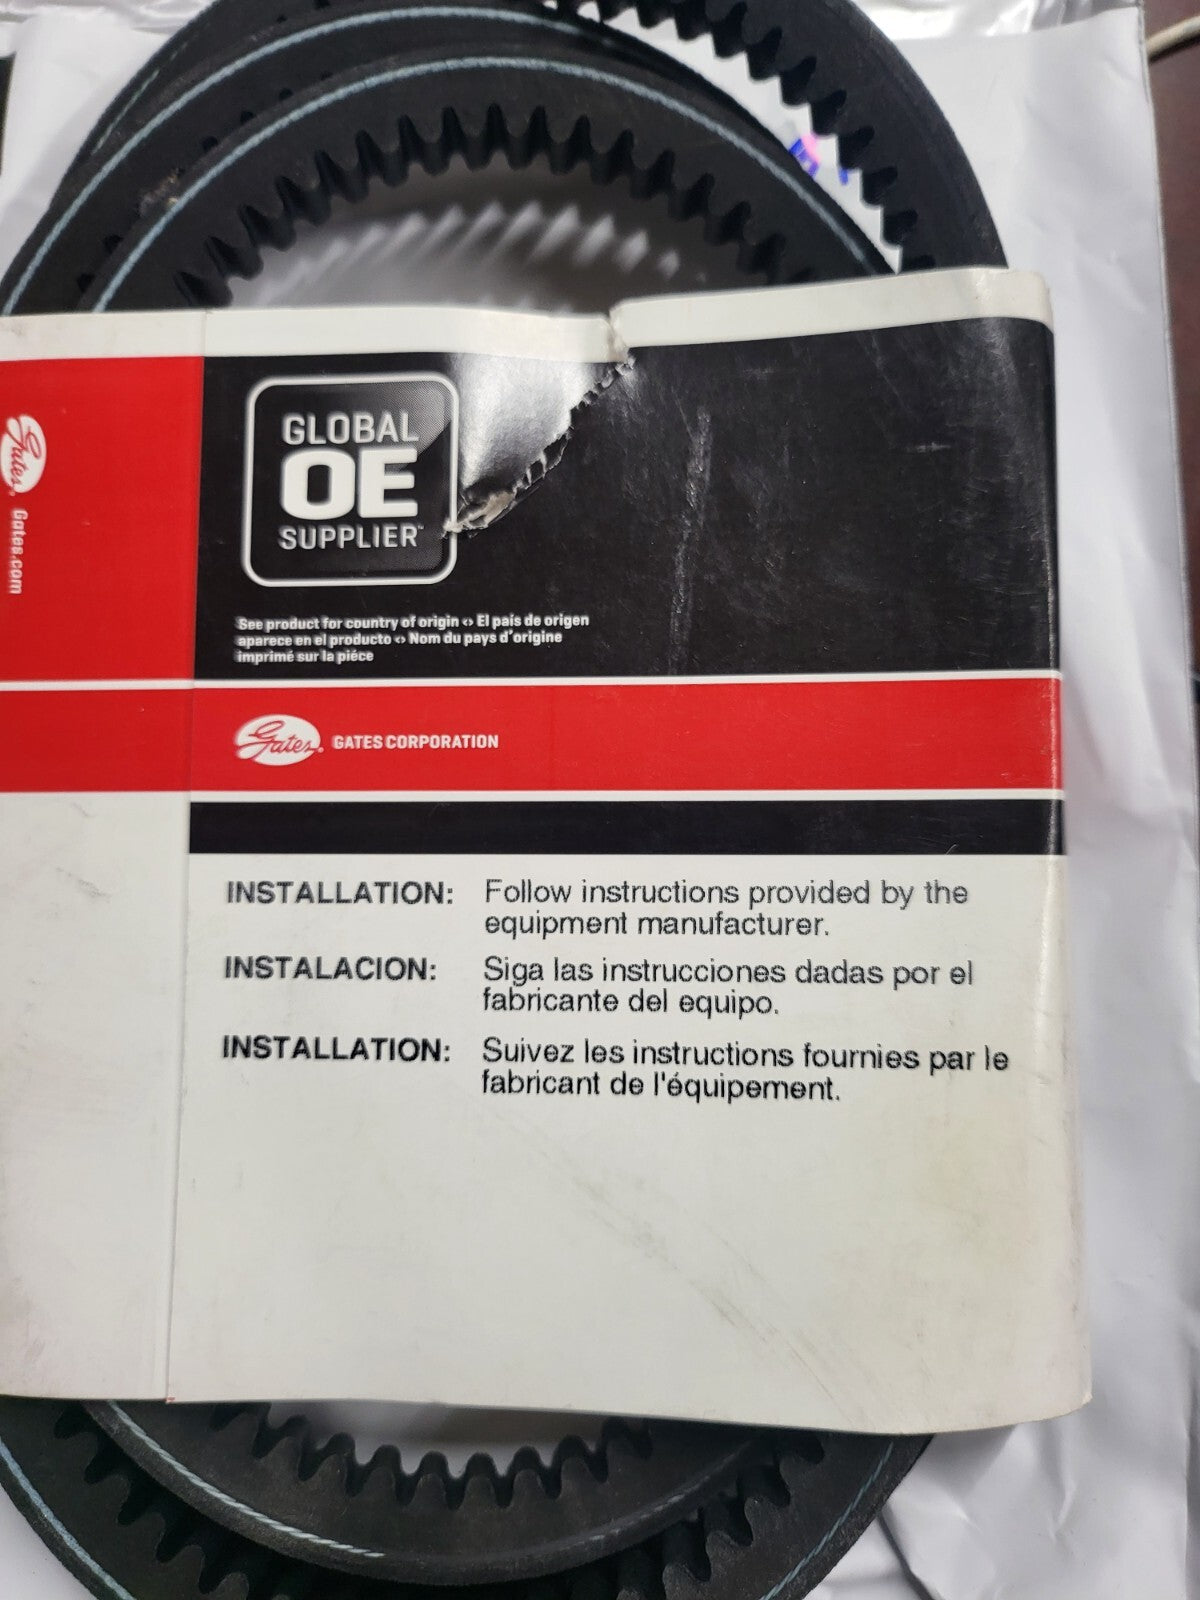 GLOBAL
OE
SUPPLIER™
See product for country of origin <> El país de origen
aparece en el producto <> Nom du pays d'origine
imprimé sur la piéce
Gates®
Gates.com
Gates® GATES CORPORATION
INSTALLATION: Follow instructions provided by the
equipment manufacturer.
INSTALACION: Siga las instrucciones dadas por el
fabricante del equipo.
INSTALLATION: Suivez les instructions fournies par le
fabricant de l'équipement.